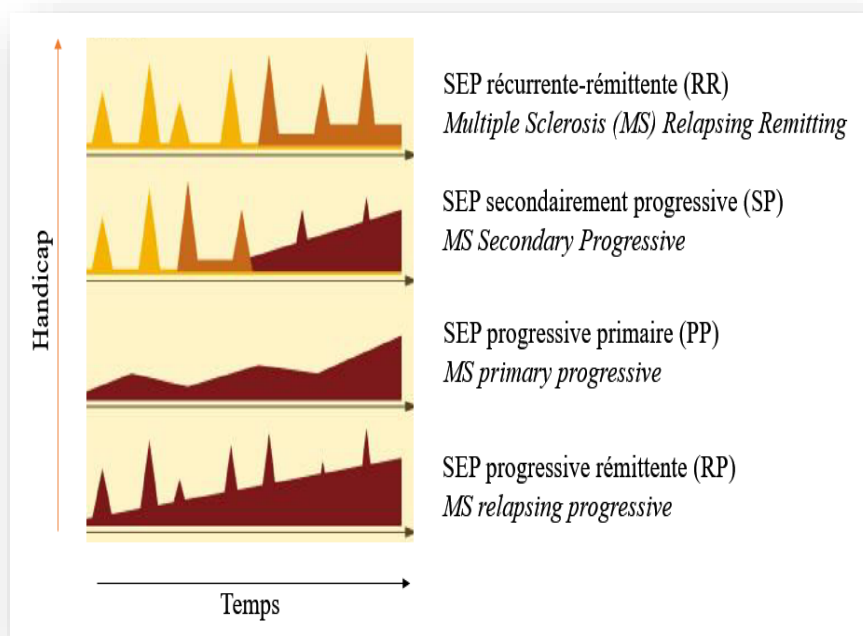 Handicap
SEP récurrente-rémittente (RR)
Multiple Sclerosis (MS) Relapsing Remitting
SEP secondairement progressive (SP)
MS Secondary Progressive
SEP progressive primaire (PP)
MS primary progressive
SEP progressive rémittente (RP)
MS relapsing progressive
Temps